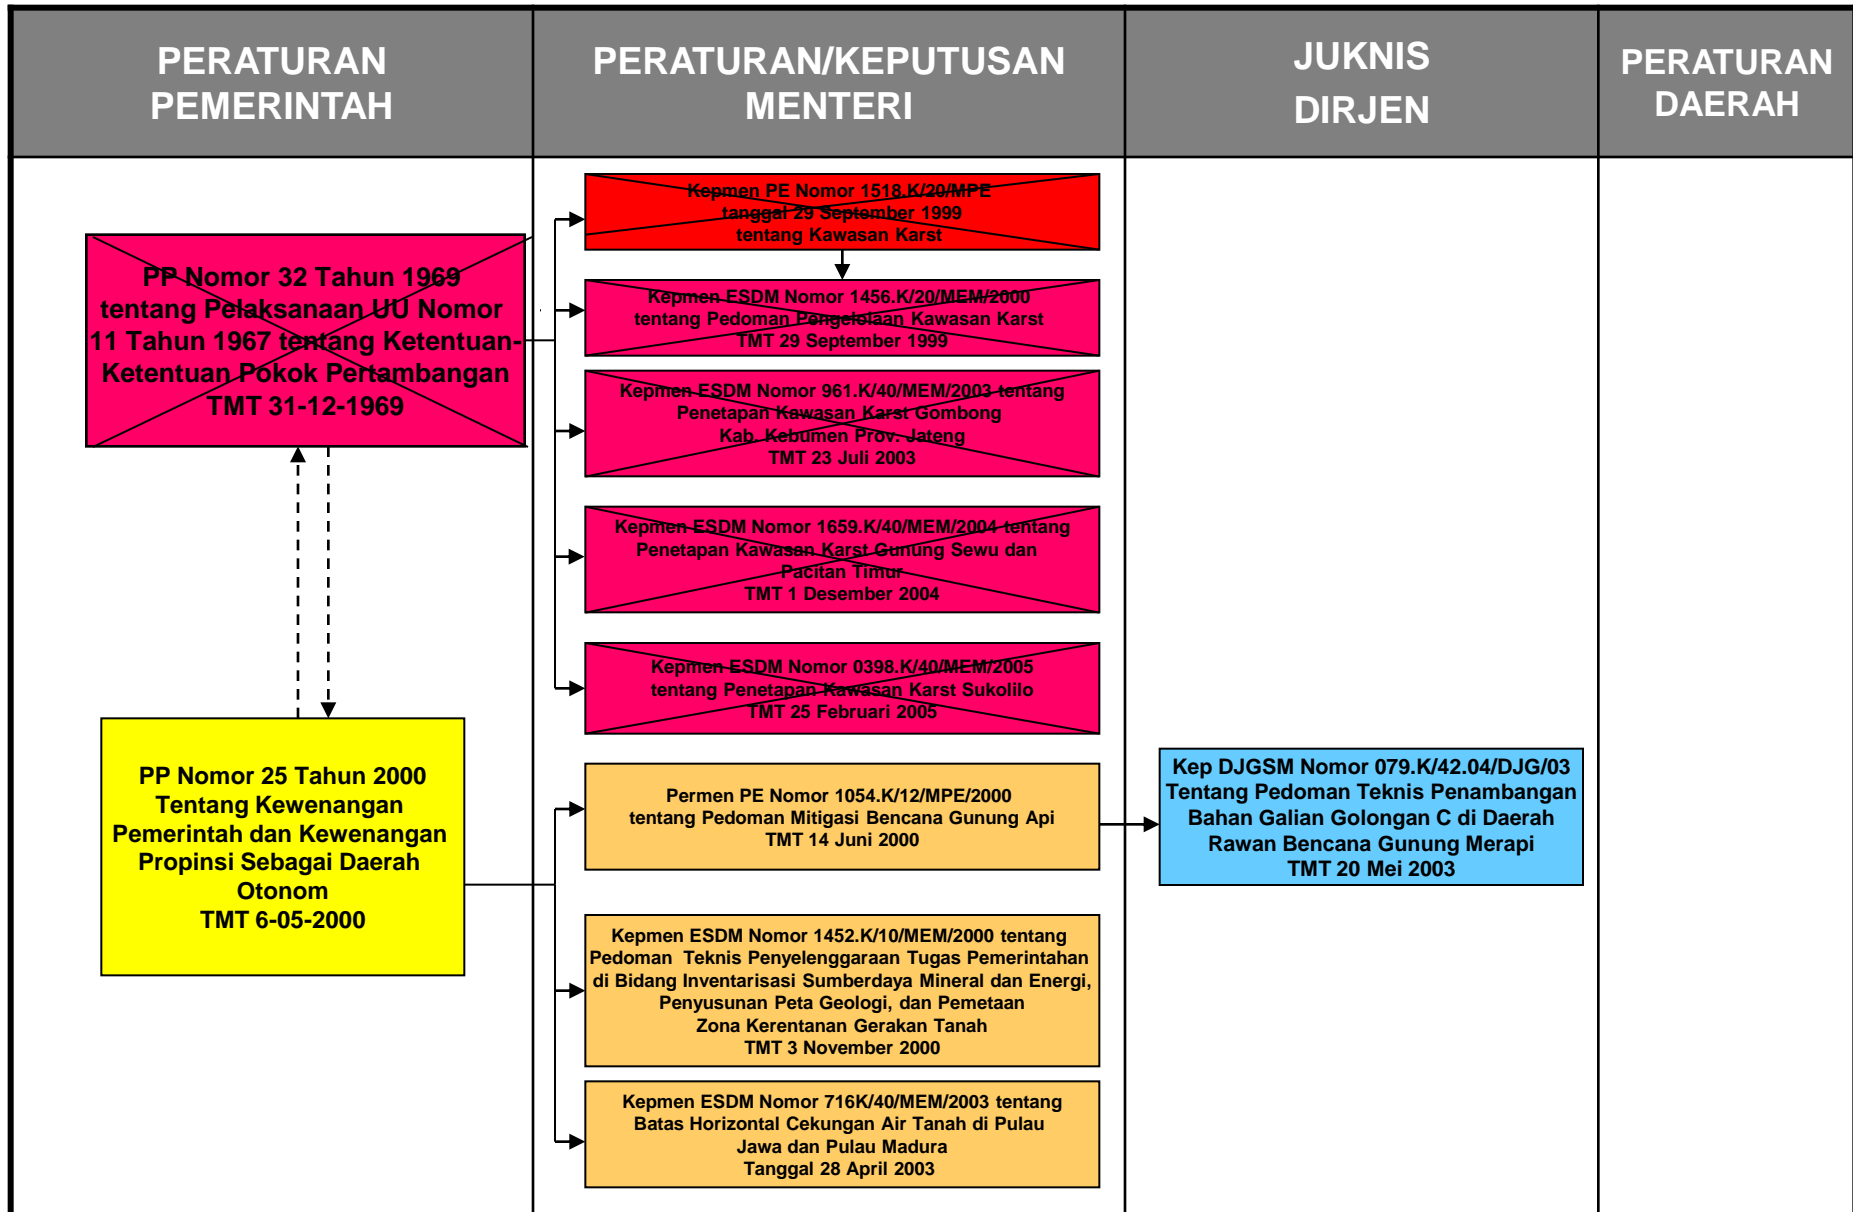 PERATURAN
PEMERINTAH
PERATURAN/KEPUTUSAN
MENTERI
JUKNIS
DIRJEN
PERATURAN
DAERAH
PP Nomor 32 Tahun 1969
tentang Pelaksanaan UU Nomor
11 Tahun 1967 tentang Ketentuan-
Ketentuan Pokok Pertambangan
TMT 31-12-1969
PP Nomor 25 Tahun 2000
Tentang Kewenangan
Pemerintah dan Kewenangan
Propinsi Sebagai Daerah
Otonom
TMT 6-05-2000
Kepmen PE Nomor 1518.K/20/MPE
tanggal 29 September 1999
tentang Kawasan Karst
Kepmen ESDM Nomor 1456.K/20/MEM/2000
tentang Pedoman Pengelolaan Kawasan Karst
TMT 29 September 1999
Kepmen ESDM Nomor 961.K/40/MEM/2003 tentang
Penetapan Kawasan Karst Gombong
Kab. Kebumen Prov. Jateng
TMT 23 Juli 2003
Kepmen ESDM Nomor 1659.K/40/MEM/2004 tentang
Penetapan Kawasan Karst Gunung Sewu dan
Pacitan Timur
TMT 1 Desember 2004
Kepmen ESDM Nomor 0398.K/40/MEM/2005
tentang Penetapan Kawasan Karst Sukolilo
TMT 25 Februari 2005
Permen PE Nomor 1054.K/12/MPE/2000
tentang Pedoman Mitigasi Bencana Gunung Api
TMT 14 Juni 2000
Kepmen ESDM Nomor 1452.K/10/MEM/2000 tentang
Pedoman Teknis Penyelenggaraan Tugas Pemerintahan
di Bidang Inventarisasi Sumberdaya Mineral dan Energi,
Penyusunan Peta Geologi, dan Pemetaan
Zona Kerentanan Gerakan Tanah
TMT 3 November 2000
Kepmen ESDM Nomor 716K/40/MEM/2003 tentang
Batas Horizontal Cekungan Air Tanah di Pulau
Jawa dan Pulau Madura
Tanggal 28 April 2003
Kep DJGSM Nomor 079.K/42.04/DJG/03
Tentang Pedoman Teknis Penambangan
Bahan Galian Golongan C di Daerah
Rawan Bencana Gunung Merapi
TMT 20 Mei 2003